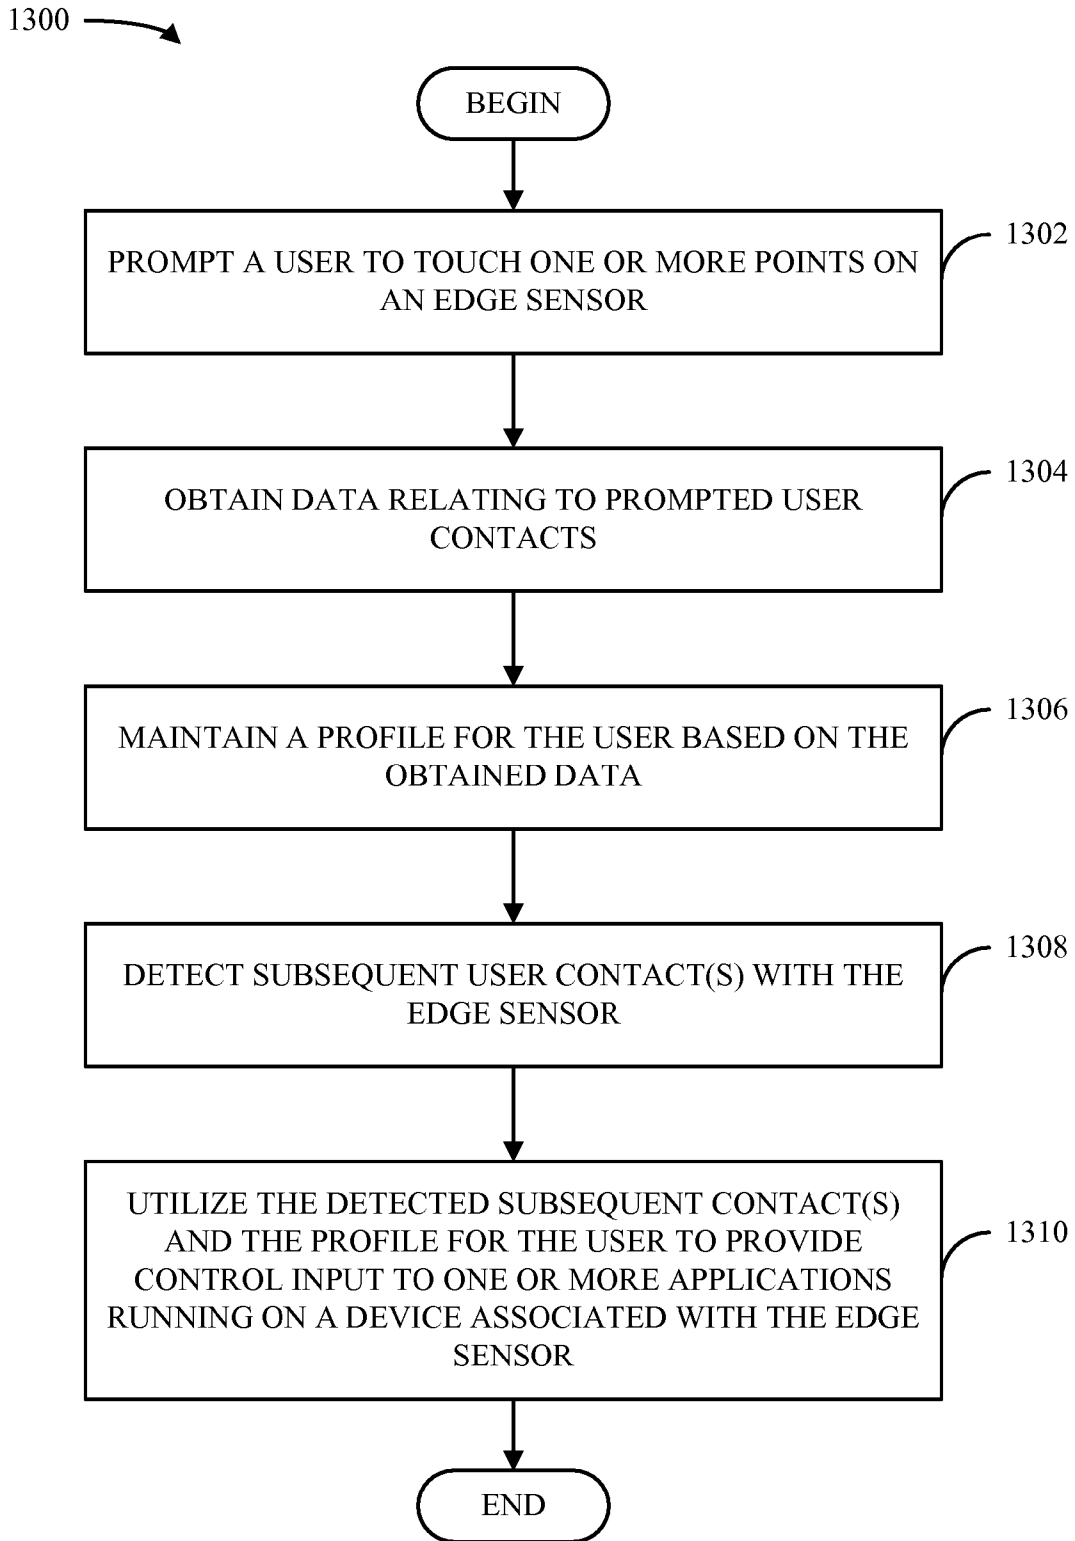 1300
BEGIN
PROMPT A USER TO TOUCH ONE OR MORE POINTS ON
AN EDGE SENSOR
1302
OBTAIN DATA RELATING TO PROMPTED USER
CONTACTS
1304
MAINTAIN A PROFILE FOR THE USER BASED ON THE
OBTAINED DATA
1306
DETECT SUBSEQUENT USER CONTACT(S) WITH THE
EDGE SENSOR
1308
UTILIZE THE DETECTED SUBSEQUENT CONTACT(S)
AND THE PROFILE FOR THE USER TO PROVIDE
CONTROL INPUT TO ONE OR MORE APPLICATIONS
RUNNING ON A DEVICE ASSOCIATED WITH THE EDGE
SENSOR
1310
END